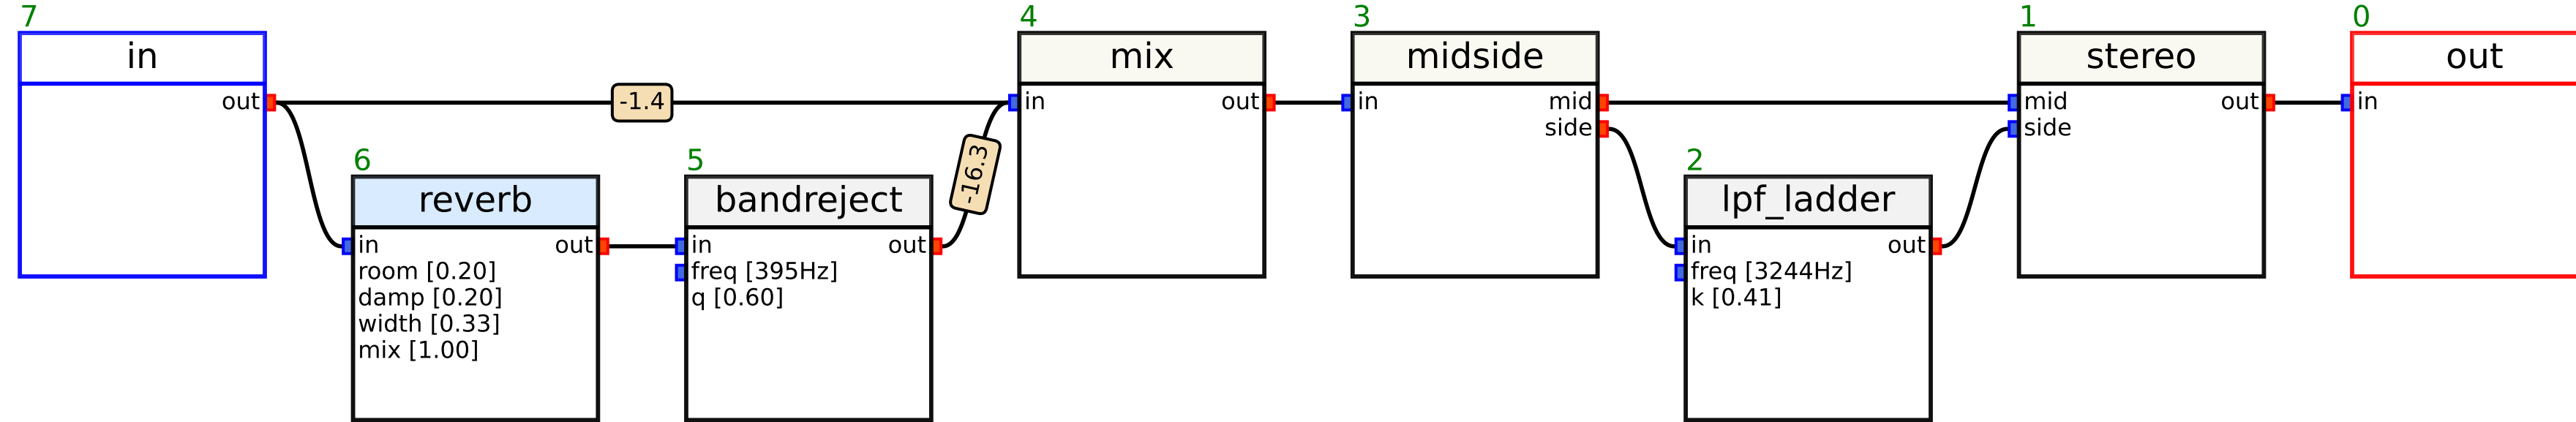 7
in
out
-1.4
6
reverb
in
out
room [0.20]
damp [0.20]
width [0.33]
mix [1.00]
5
bandreject
in
out
freq [395Hz]
q [0.60]
-16.3
4
mix
in
out
3
midside
in
mid
side
2
lpf_ladder
in
out
freq [3244Hz]
k [0.41]
1
stereo
mid
out
side
0
out
in